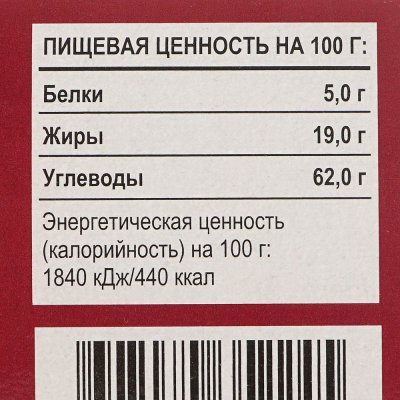 ПИЩЕВАЯ ЦЕННОСТЬ НА 100 Г:
Белки 5,0 г
Жиры 19,0 г
Углеводы 62,0 г
Энергетическая ценность
(калорийность) на 100 г:
1840 кДж/440 ккал